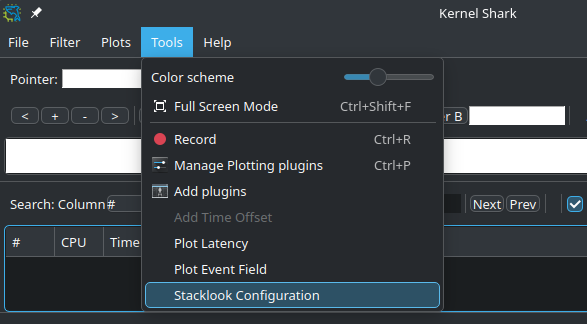 Kernel Shark
File Filter Plots Tools Help
Pointer:
Color scheme
Full Screen Mode Ctrl+Shift+F
< + - > er B
Record Ctrl+R
Manage Plotting plugins Ctrl+P
Add plugins
Search: Column # Next Prev
Add Time Offset
# CPU Time
Plot Latency
Plot Event Field
Stacklook Configuration